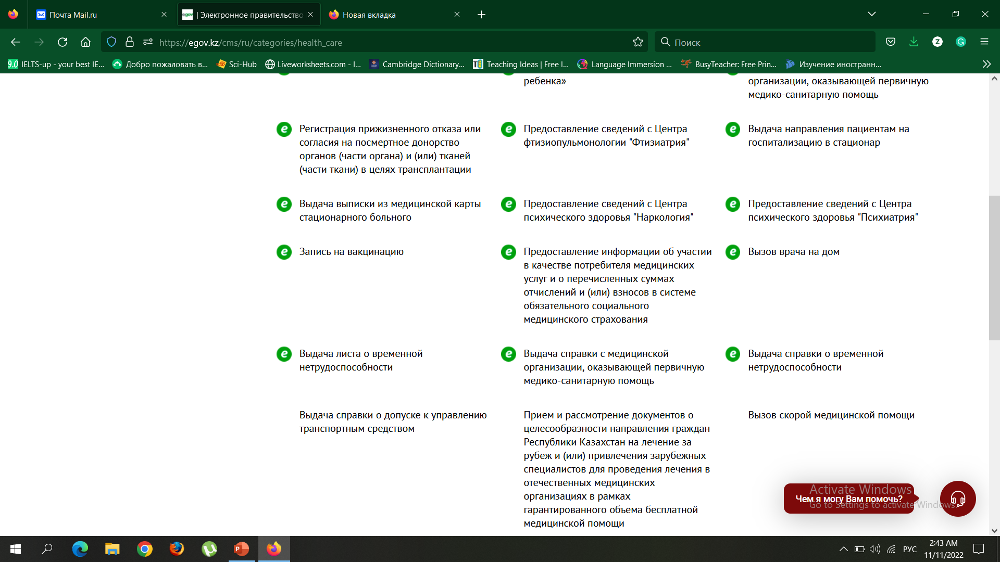 Почта Mail.ru
| Электронное правительство
Новая вкладка
https://egov.kz/cms/ru/categories/health_care
Поиск
9.0 IELTS-up - your best IE...
Добро пожаловать в...
Sci-Hub
Liveworksheets.com - I...
Cambridge Dictionary...
Teaching Ideas | Free I...
Language Immersion ...
BusyTeacher: Free Prin...
Изучение иностранн...
ребенка»
организации, оказывающей первичную
медико-санитарную помощь
Регистрация прижизненного отказа или
согласия на посмертное донорство
органов (части органа) и (или) тканей
(части ткани) в целях трансплантации
Предоставление сведений с Центра
фтизиопульмонологии "Фтизиатрия"
Выдача направления пациентам на
госпитализацию в стационар
Выдача выписки из медицинской карты
стационарного больного
Предоставление сведений с Центра
психического здоровья "Наркология"
Предоставление сведений с Центра
психического здоровья "Психиатрия"
Запись на вакцинацию
Предоставление информации об участии
в качестве потребителя медицинских
услуг и о перечисленных суммах
отчислений и (или) взносов в системе
обязательного социального
медицинского страхования
Вызов врача на дом
Выдача листа о временной
нетрудоспособности
Выдача справки с медицинской
организации, оказывающей первичную
медико-санитарную помощь
Выдача справки о временной
нетрудоспособности
Выдача справки о допуске к управлению
транспортным средством
Прием и рассмотрение документов о
целесообразности направления граждан
Республики Казахстан на лечение за
рубеж и (или) привлечения зарубежных
специалистов для проведения лечения в
отечественных медицинских
организациях в рамках
гарантированного объема бесплатной
медицинской помощи
Вызов скорой медицинской помощи
Activate Windows
Чем я могу Вам помочь?
Go to Settings to activate Windows.
РУС
2:43 AM
11/11/2022